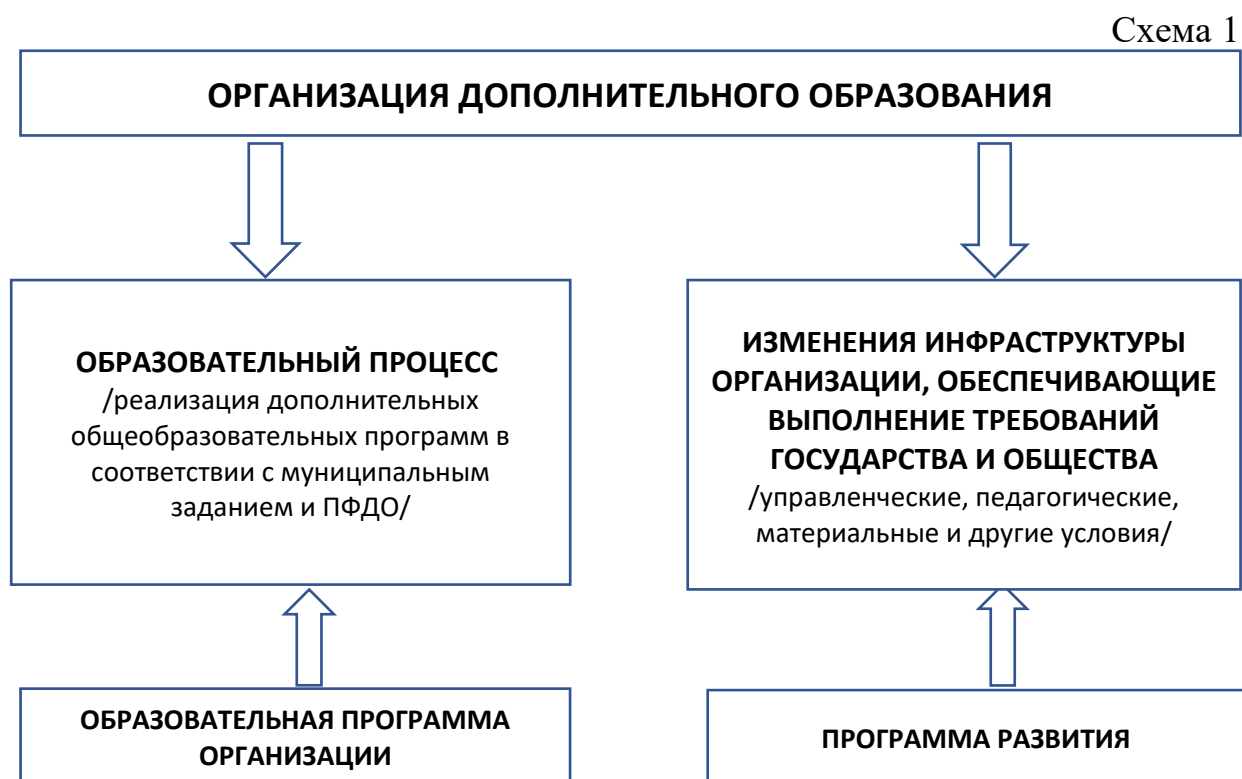 Схема 1
ОРГАНИЗАЦИЯ ДОПОЛНИТЕЛЬНОГО ОБРАЗОВАНИЯ
ОБРАЗОВАТЕЛЬНЫЙ ПРОЦЕСС
/реализация дополнительных
общеобразовательных программ в
соответствии с муниципальным
заданием и ПФДО/
ИЗМЕНЕНИЯ ИНФРАСТРУКТУРЫ
ОРГАНИЗАЦИИ, ОБЕСПЕЧИВАЮЩИЕ
ВЫПОЛНЕНИЕ ТРЕБОВАНИЙ
ГОСУДАРСТВА И ОБЩЕСТВА
/управленческие, педагогические,
материальные и другие условия/
ОБРАЗОВАТЕЛЬНАЯ ПРОГРАММА
ОРГАНИЗАЦИИ
ПРОГРАММА РАЗВИТИЯ